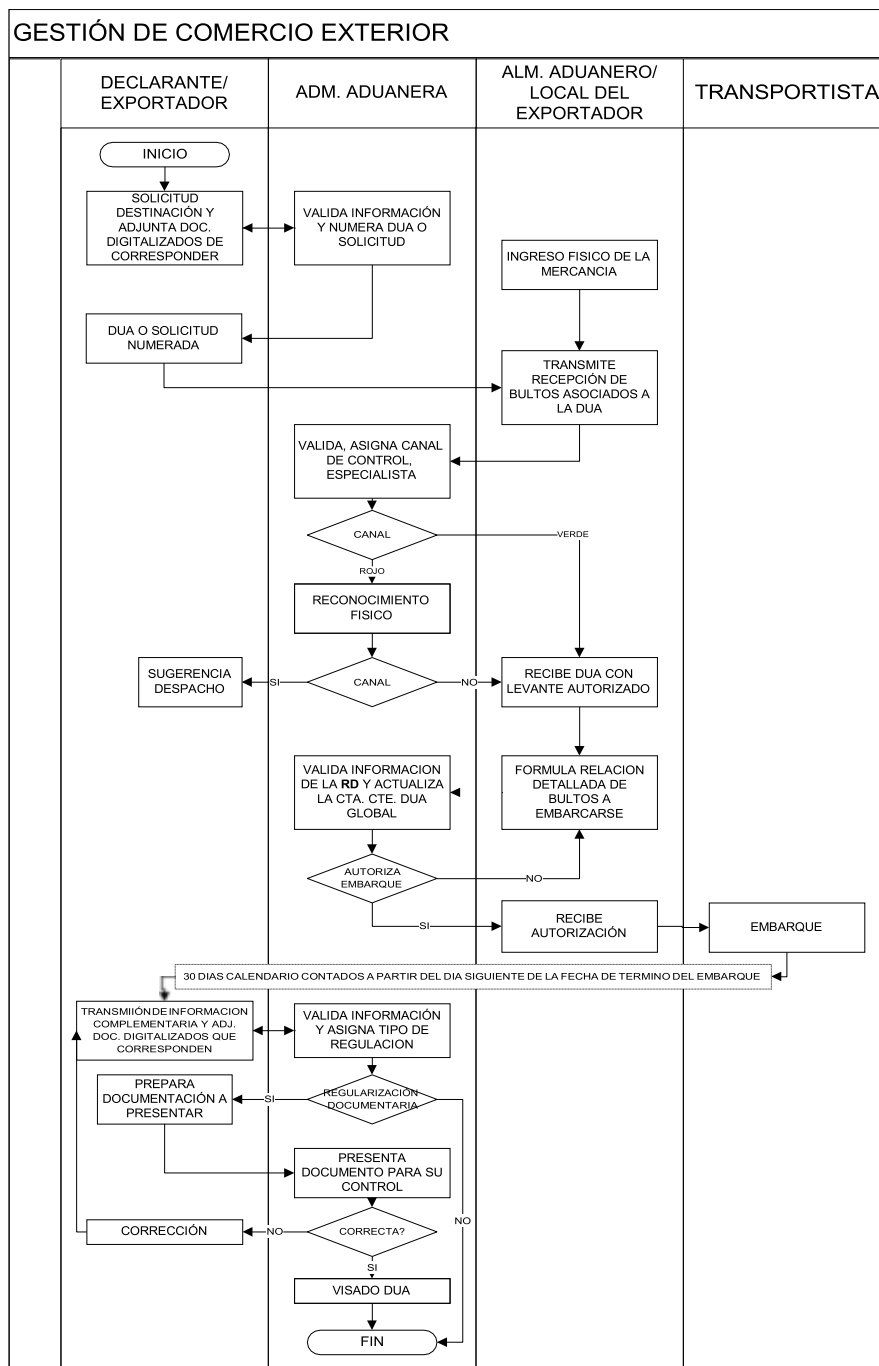 GESTIÓN DE COMERCIO EXTERIOR
DECLARANTE/
EXPORTADOR
ADM. ADUANERA
ALM. ADUANERO/
LOCAL DEL
EXPORTADOR
TRANSPORTISTA
INICIO
SOLICITUD
DESTINACIÓN Y
ADJUNTA DOC.
DIGITALIZADOS DE
CORRESPONDER
VALIDA INFORMACIÓN
Y NUMERA DUA O
SOLICITUD
INGRESO FISICO DE LA
MERCANCIA
DUA O SOLICITUD
NUMERADA
TRANSMITE
RECEPCIÓN DE
BULTOS ASOCIADOS A
LA DUA
VALIDA, ASIGNA CANAL
DE CONTROL,
ESPECIALISTA
CANAL
VERDE
ROJO
RECONOCIMIENTO
FISICO
SUGERENCIA
DESPACHO
SI
CANAL
NO
RECIBE DUA CON
LEVANTE AUTORIZADO
VALIDA INFORMACION
DE LA RD Y ACTUALIZA
LA CTA. CTE. DUA
GLOBAL
FORMULA RELACION
DETALLADA DE
BULTOS A
EMBARCARSE
AUTORIZA
EMBARQUE
NO
SI
RECIBE
AUTORIZACIÓN
EMBARQUE
30 DIAS CALENDARIO CONTADOS A PARTIR DEL DIA SIGUIENTE DE LA FECHA DE TERMINO DEL EMBARQUE
TRANSMIIÓN DE INFORMACION
COMPLEMENTARIA Y ADJ.
DOC. DIGITALIZADOS QUE
CORRESPONDEN
VALIDA INFORMACIÓN
Y ASIGNA TIPO DE
REGULACION
PREPARA
DOCUMENTACIÓN A
PRESENTAR
SI
REGULARIZACIÓN
DOCUMENTARIA
PRESENTA
DOCUMENTO PARA SU
CONTROL
NO
CORRECCIÓN
NO
CORRECTA?
SI
VISADO DUA
FIN